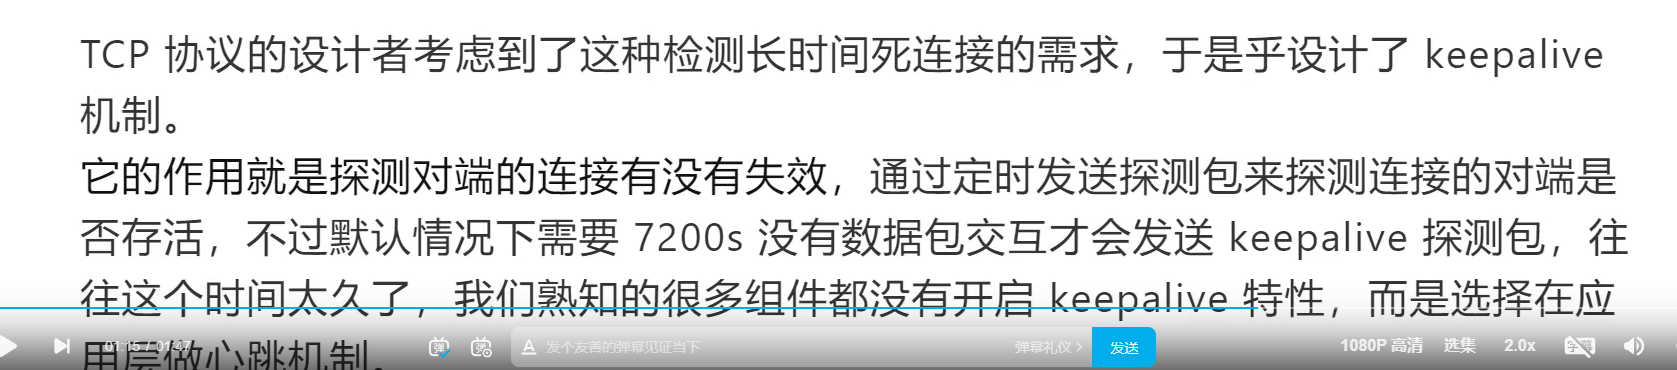 TCP 协议的设计者考虑到了这种检测长时间死连接的需求，于是乎设计了 keepalive
机制。
它的作用就是探测对端的连接有没有失效，通过定时发送探测包来探测连接的对端是
否存活，不过默认情况下需要 7200s 没有数据包交互才会发送 keepalive 探测包，往
往这个时间太久了，我们熟知的很多组件都没有开启 keepalive 特性，而是选择在应
用层做心跳机制。
01:15 / 01:47 弹 弹 A 发个友善的弹幕见证当下 弹幕礼仪 > 发送 1080P 高清 选集 2.0x 字幕